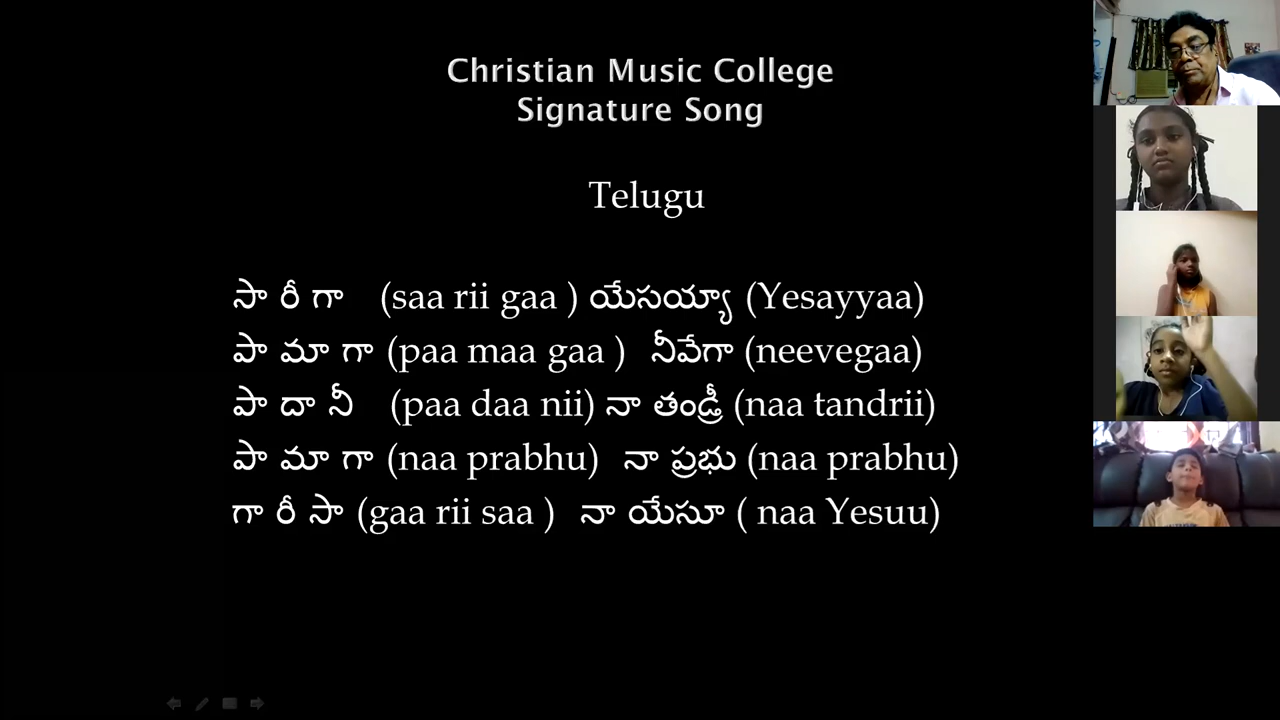 Christian Music College
Signature Song
Telugu
సా రీ గా (saa rii gaa ) యేసయ్యా (Yesayyaa)
పా మా గా (paa maa gaa ) నీవేగా (neevegaa)
పా దా నీ (paa daa nii) నా తండ్రీ (naa tandrii)
పా మా గా (naa prabhu) నా ప్రభు (naa prabhu)
గా రీ సా (gaa rii saa ) నా యేసూ ( naa Yesuu)